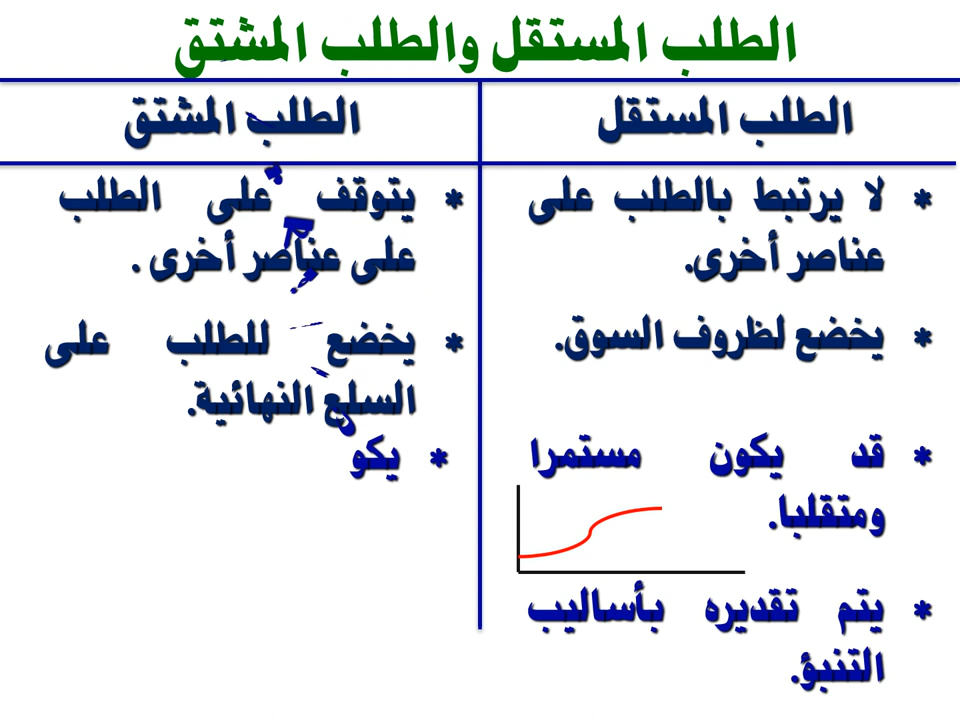 الطلب المستقل والطلب المشتق
الطلب المستقل
* لا يرتبط بالطلب على
عناصر أخرى.
* يخضع لظروف السوق.
* قد يكون مستمرا
ومتقلبا.
* يتم تقديره بأساليب
التنبؤ.
الطلب المشتق
* يتوقف على الطلب
على عناصر أخرى .
* يخضع للطلب على
السلع النهائية.
* يكو